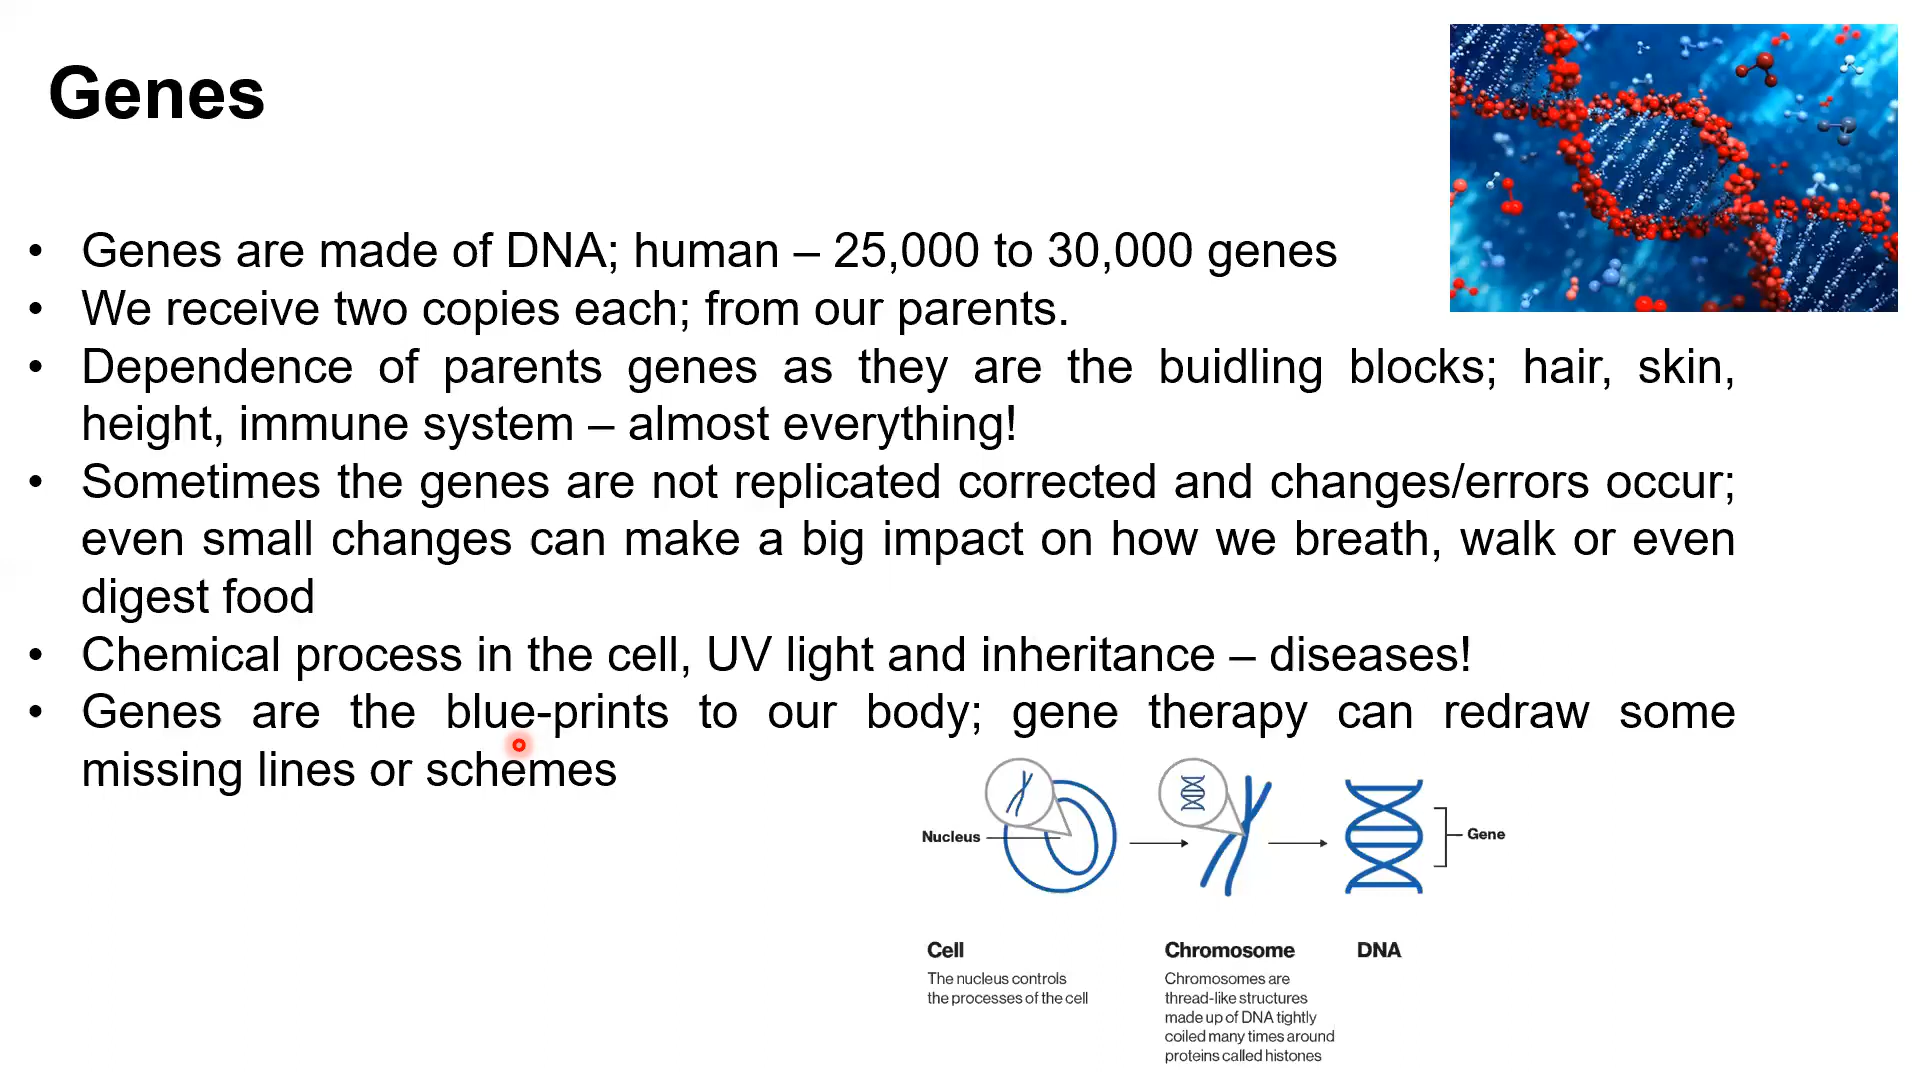 Genes
• Genes are made of DNA; human – 25,000 to 30,000 genes
• We receive two copies each; from our parents.
• Dependence of parents genes as they are the buidling blocks; hair, skin,
height, immune system – almost everything!
• Sometimes the genes are not replicated corrected and changes/errors occur;
even small changes can make a big impact on how we breath, walk or even
digest food
• Chemical process in the cell, UV light and inheritance – diseases!
• Genes are the blue-prints to our body; gene therapy can redraw some
missing lines or schemes
Nucleus
Gene
Cell
The nucleus controls
the processes of the cell
Chromosome
Chromosomes are
thread-like structures
made up of DNA tightly
coiled many times around
proteins called histones
DNA